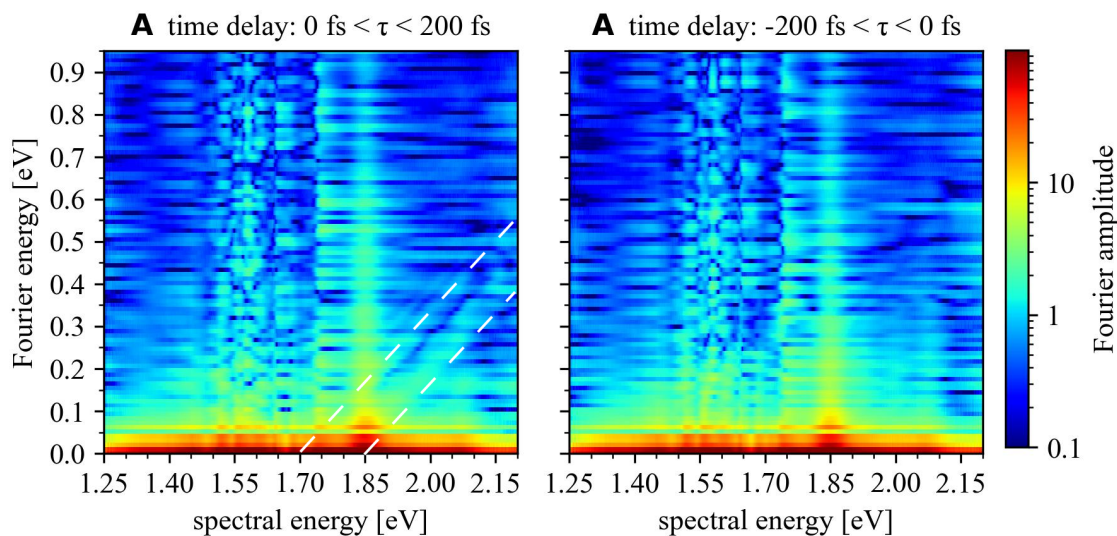 A time delay: 0 fs < τ < 200 fs
A time delay: -200 fs < τ < 0 fs
Fourier energy [eV]
0.9
0.8
0.7
0.6
0.5
0.4
0.3
0.2
0.1
0.0
1.25 1.40 1.55 1.70 1.85 2.00 2.15
spectral energy [eV]
1.25 1.40 1.55 1.70 1.85 2.00 2.15
spectral energy [eV]
10
1
0.1
Fourier amplitude